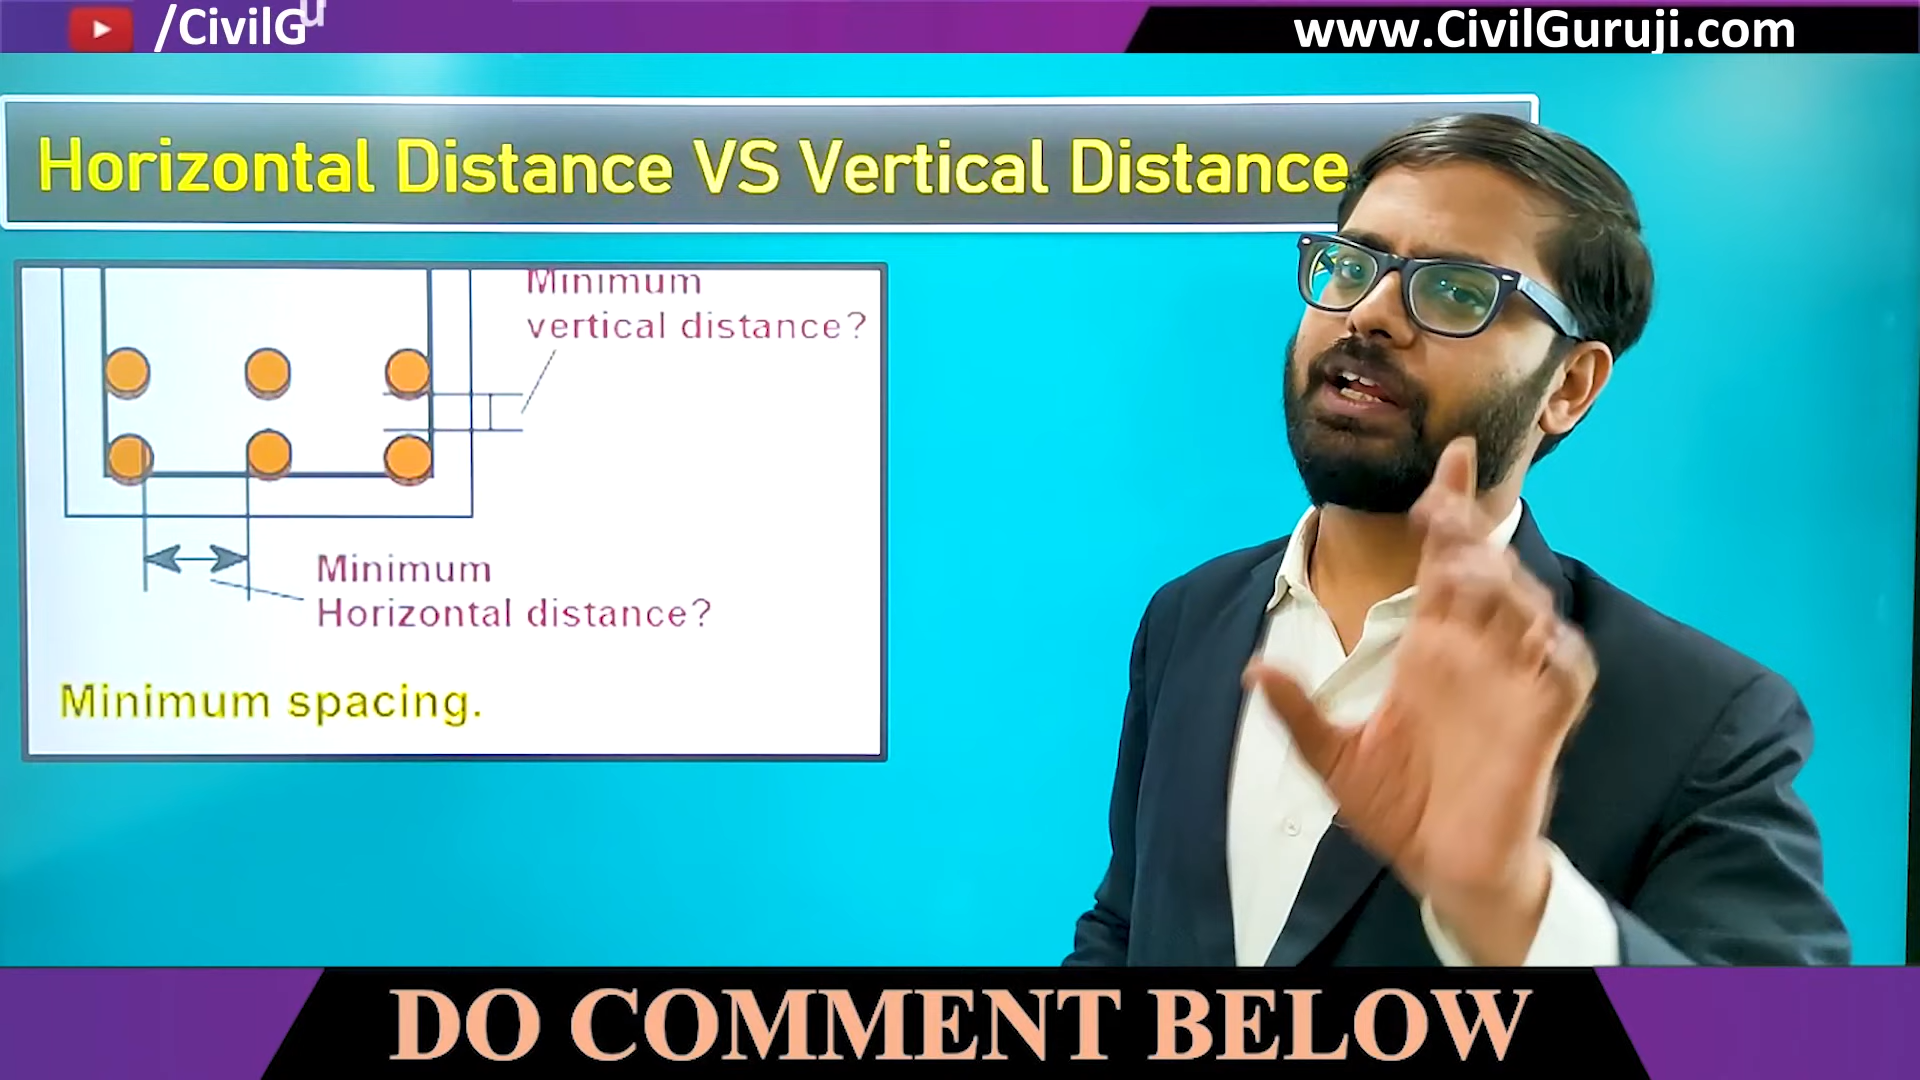 /CivilGu
www.CivilGuruji.com
Horizontal Distance VS Vertical Distance
Minimum
vertical distance?
Minimum
Horizontal distance?
Minimum spacing.
DO COMMENT BELOW